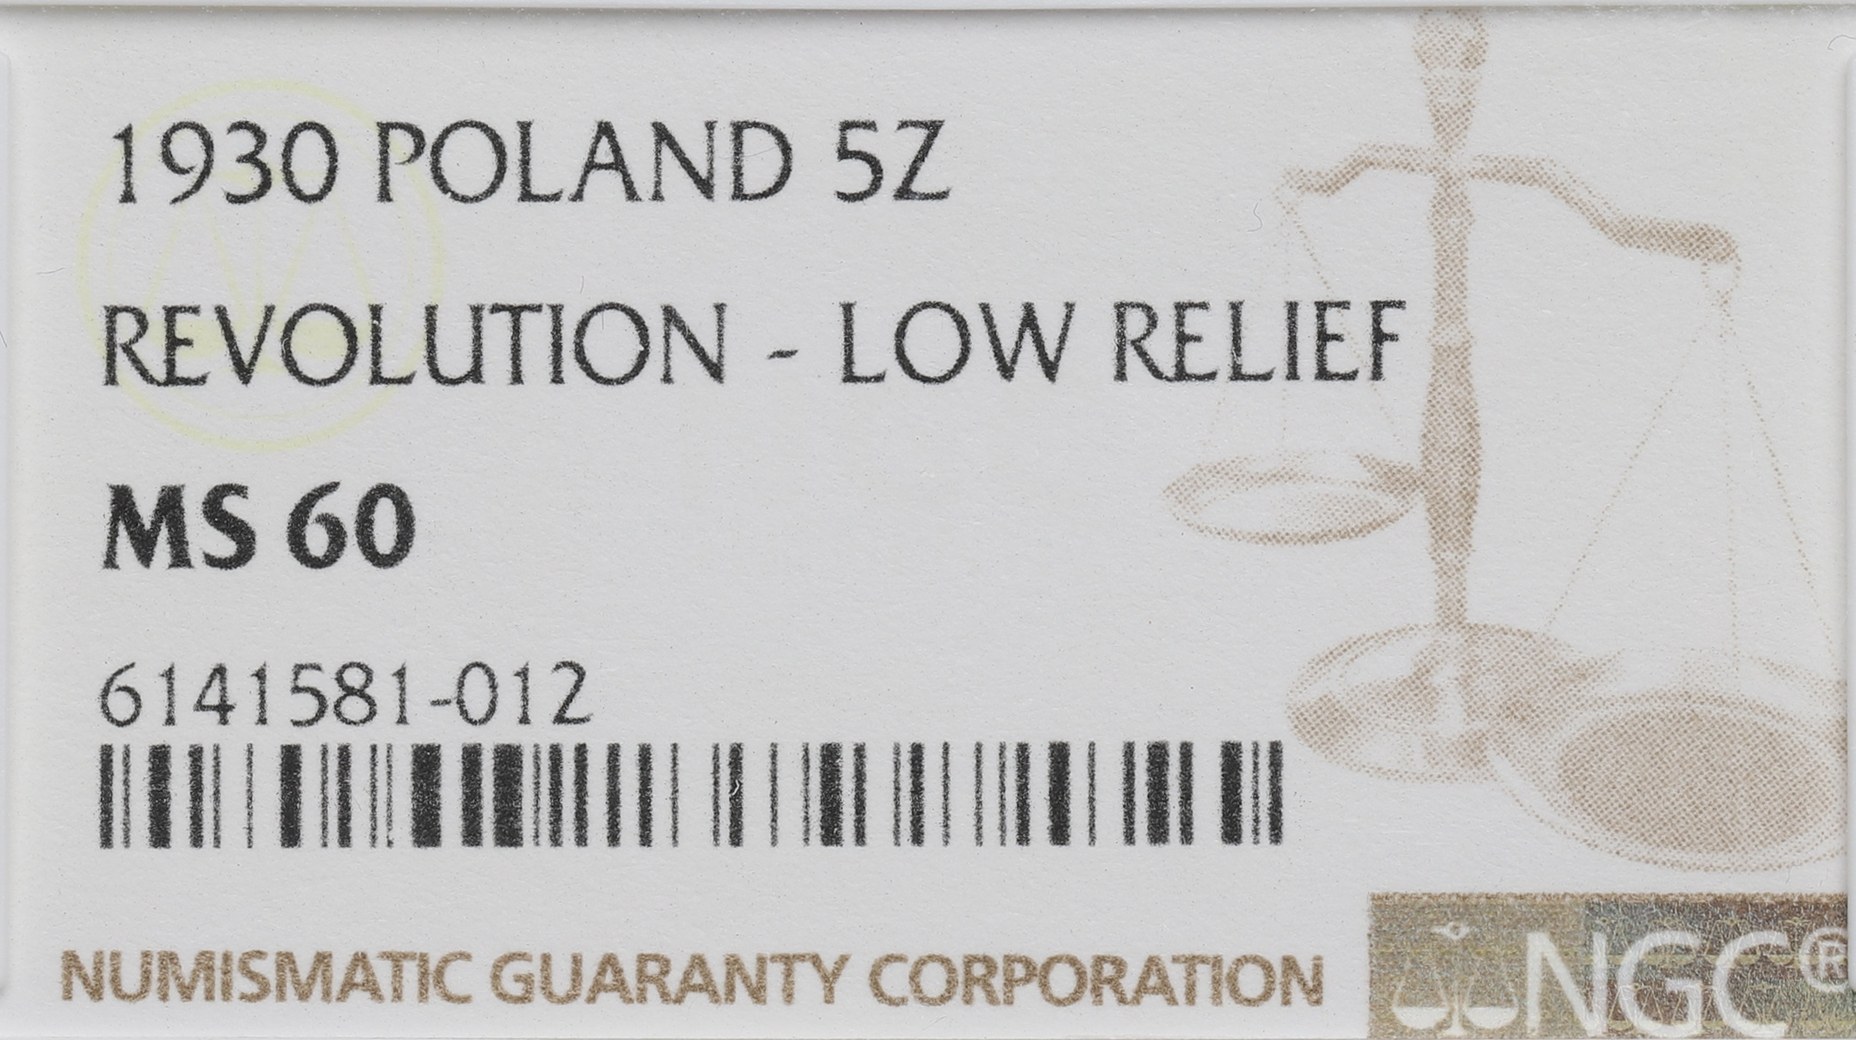 1930 POLAND 5Z
REVOLUTION - LOW RELIEF
MS 60
6141581-012
NUMISMATIC GUARANTY CORPORATION
NGC®